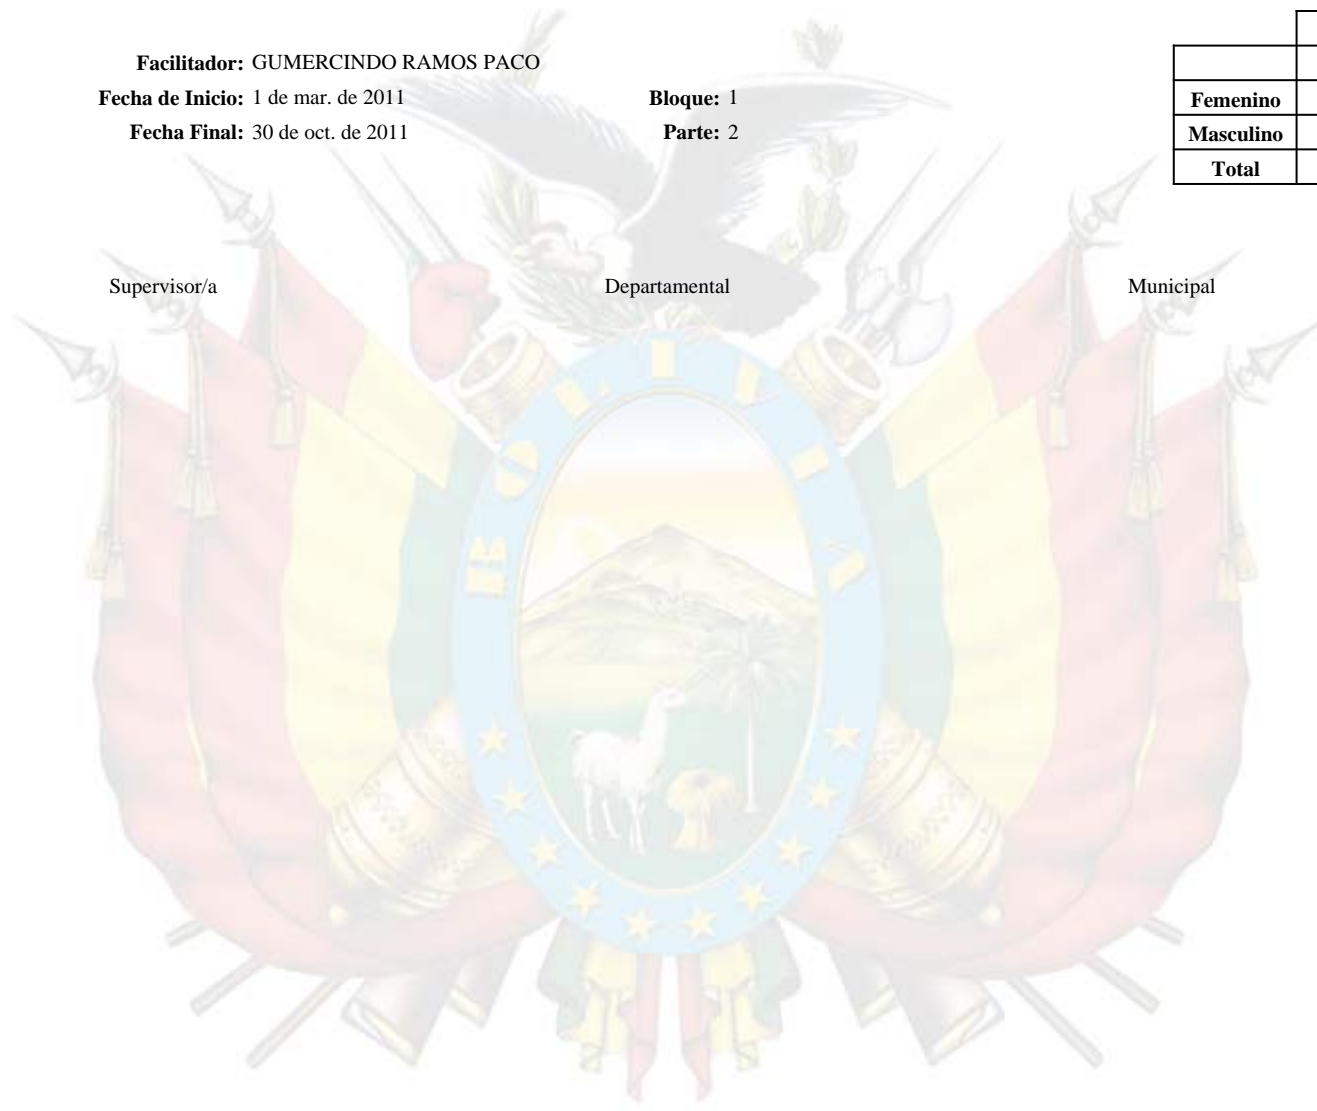 Facilitador: GUMERCINDO RAMOS PACO
Fecha de Inicio: 1 de mar. de 2011 Bloque: 1
Fecha Final: 30 de oct. de 2011 Parte: 2
Femenino
Masculino
Total
Supervisor/a Departamental Municipal
BOLIVIA